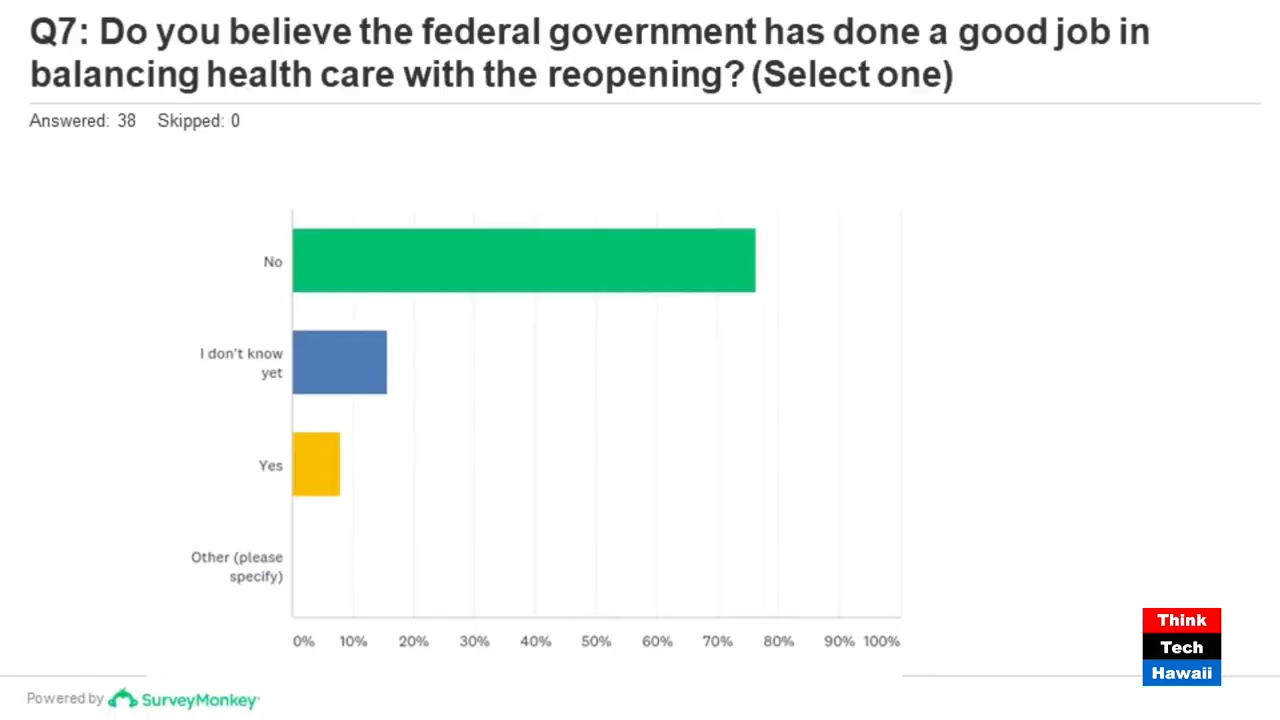 Q7: Do you believe the federal government has done a good job in
balancing health care with the reopening? (Select one)
Answered: 38 Skipped: 0
No
I don't know
yet
Yes
Other (please
specify)
0% 10% 20% 30% 40% 50% 60% 70% 80% 90% 100%
Think
Tech
Hawaii
Powered by SurveyMonkey